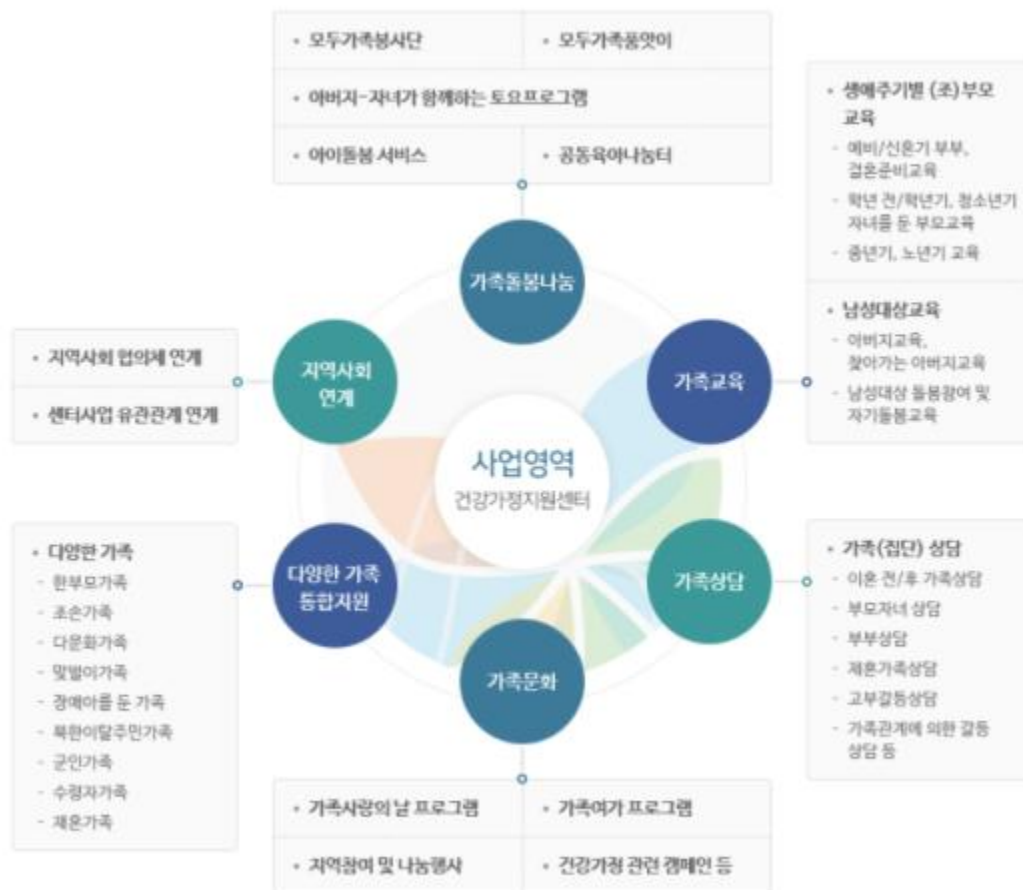 • 모두가족봉사단
• 모두가족품앗이
• 아버지-자녀가 함께하는 토요프로그램
• 아이돌봄 서비스
• 공동육아나눔터
가족돌봄나눔
• 생애주기별 (조)부모
교육
- 예비/신혼기 부부,
결혼준비교육
- 학년 전/학년기, 청소년기
자녀를 둔 부모교육
- 중년기, 노년기 교육
• 남성대상교육
- 아버지교육,
찾아가는 아버지교육
- 남성대상 돌봄참여 및
자기돌봄교육
가족교육
• 지역사회 협의체 연계
• 센터사업 유관관계 연계
지역사회
연계
사업영역
건강가정지원센터
• 다양한 가족
- 한부모가족
- 조손가족
- 다문화가족
- 맞벌이가족
- 장애아를 둔 가족
- 북한이탈주민가족
- 군인가족
- 수정자가족
- 재혼가족
다양한 가족
통합지원
가족상담
• 가족(집단) 상담
- 이혼 전/후 가족상담
- 부모자녀 상담
- 부부상담
- 재혼가족상담
- 고부갈등상담
- 가족관계에 의한 갈등
상담 등
가족문화
• 가족사랑의 날 프로그램
• 가족여가 프로그램
• 지역참여 및 나눔행사
• 건강가정 관련 캠페인 등